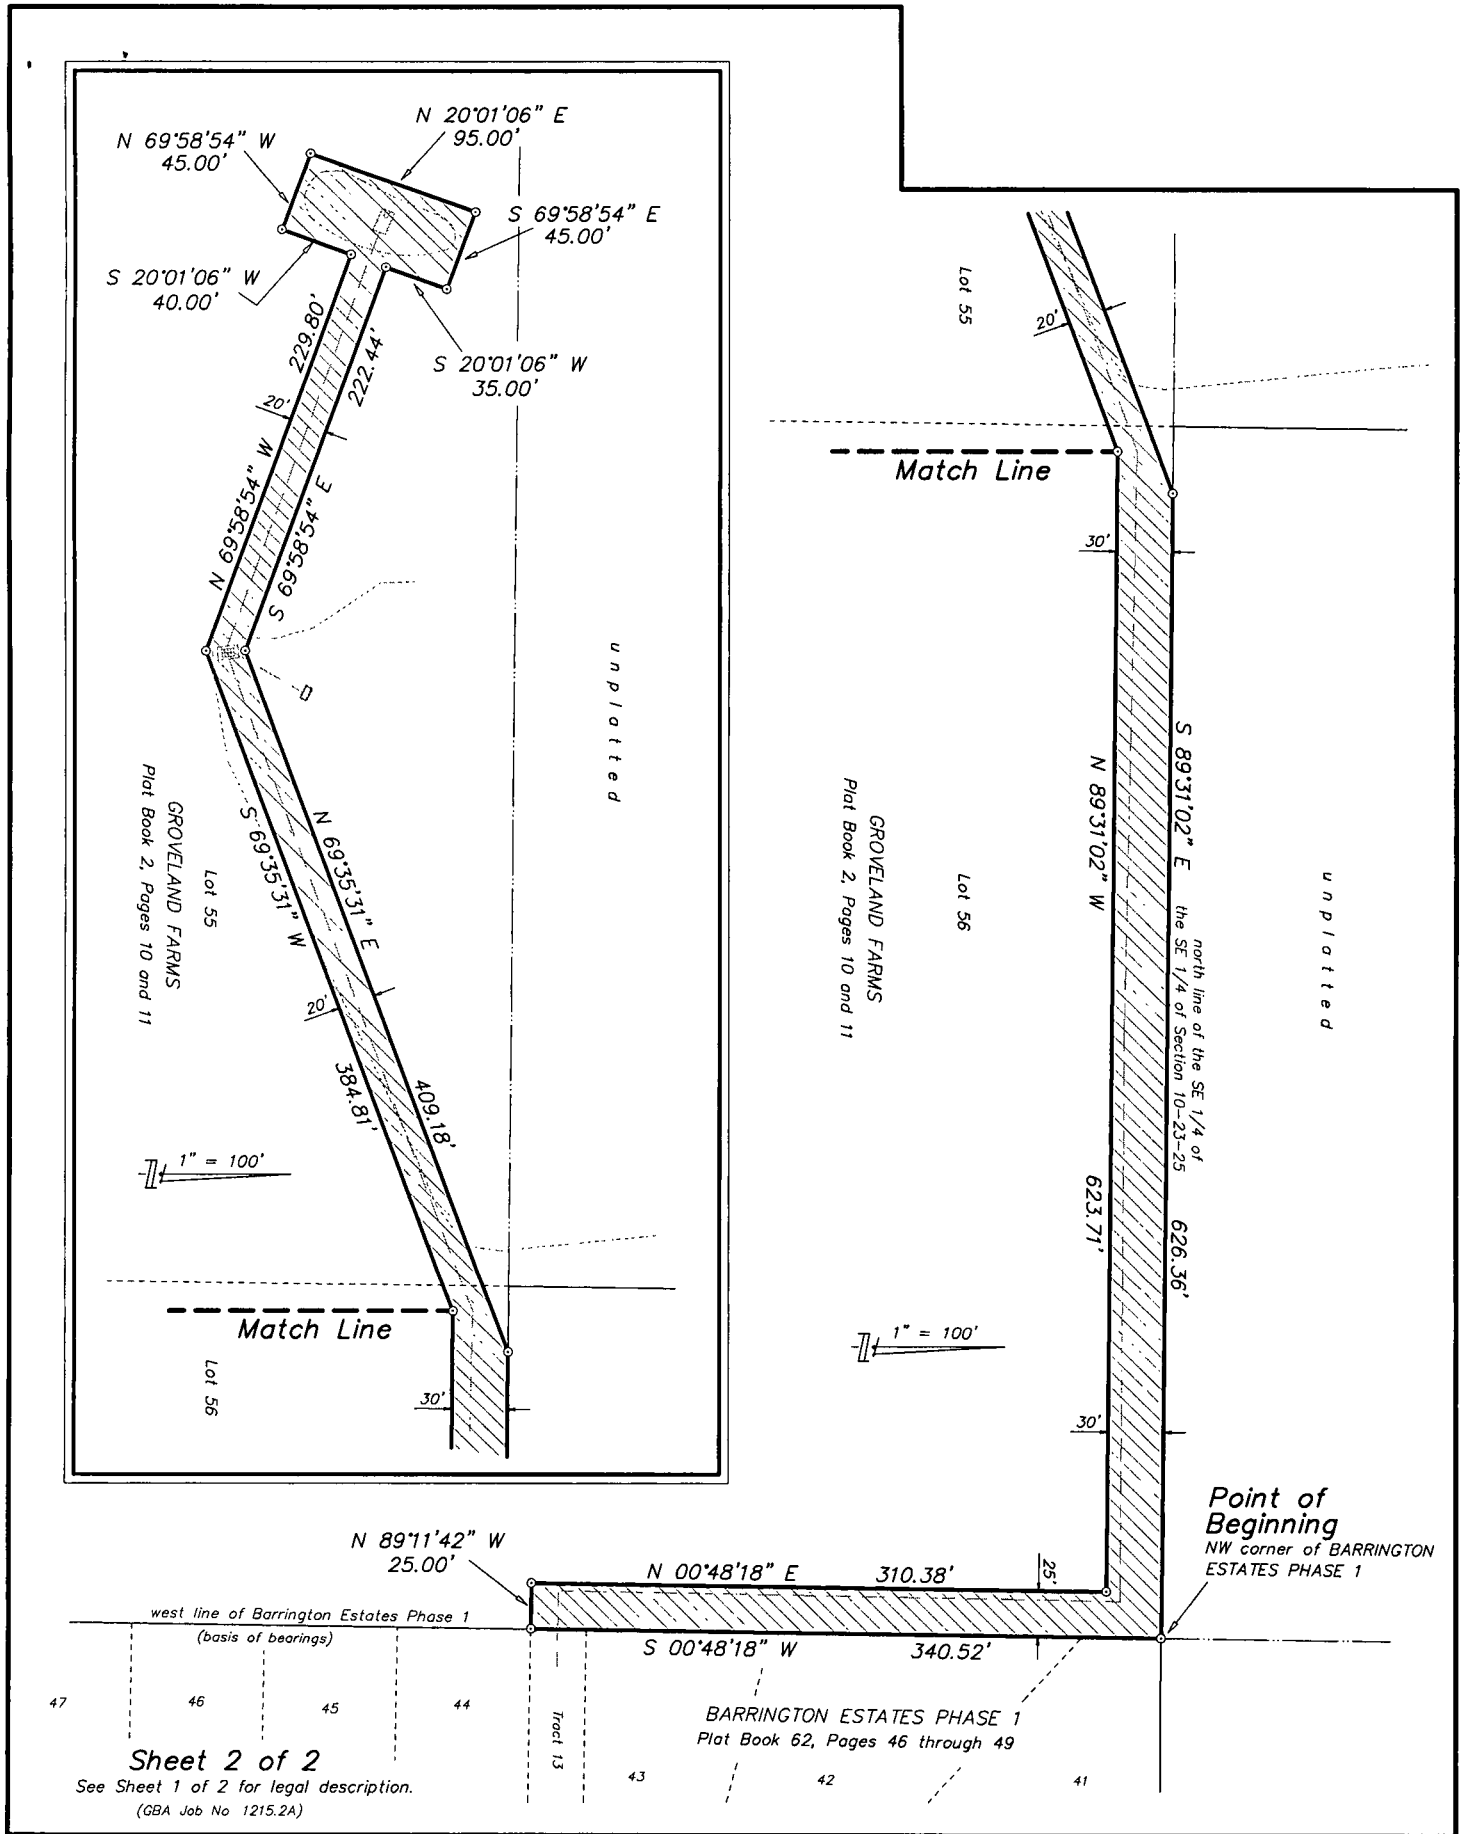 N 20°01'06" E
95.00'
N 69°58'54" W
45.00'
S 69°58'54" E
45.00'
S 20°01'06" W
40.00'
S 20°01'06" W
35.00'
229.80'
222.44'
20'
N 69°58'54" W
S 69°58'54" E
unplatted
N 69°35'31" E
S 69°35'31" W
20'
384.81'
409.18'
Lot 55
GROVELAND FARMS
Plat Book 2, Pages 10 and 11
1" = 100'
Match Line
Lot 56
30'
Lot 55
20'
Match Line
30'
S 89°31'02" E
N 89°31'02" W
north line of the SE 1/4 of
the SE 1/4 of Section 10-23-25
unplatted
Lot 56
GROVELAND FARMS
Plat Book 2, Pages 10 and 11
623.71'
626.36'
1" = 100'
30'
Point of
Beginning
NW corner of BARRINGTON
ESTATES PHASE 1
N 89°11'42" W
25.00'
N 00°48'18" E
310.38'
25'
west line of Barrington Estates Phase 1
(basis of bearings)
S 00°48'18" W
340.52'
47
46
45
44
Tract 13
43
42
41
BARRINGTON ESTATES PHASE 1
Plat Book 62, Pages 46 through 49
Sheet 2 of 2
See Sheet 1 of 2 for legal description.
(GBA Job No 1215.2A)